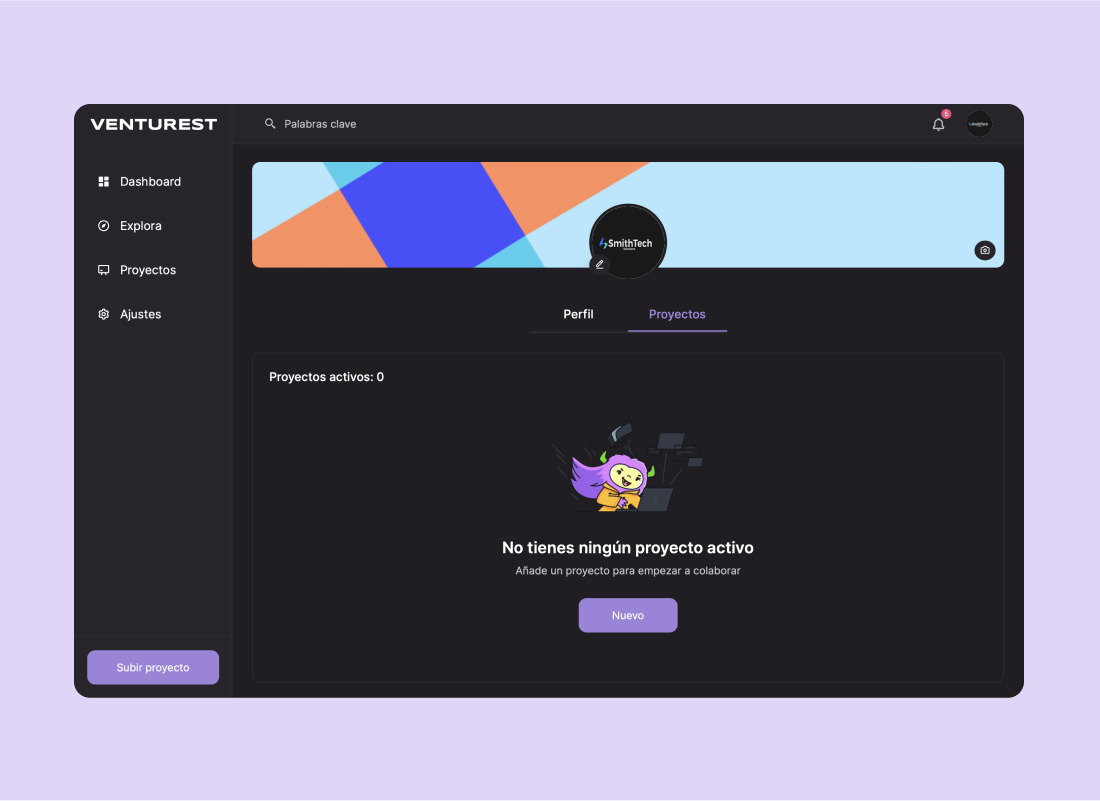 VENTUREST
Palabras clave
5
Dashboard
Explora
Proyectos
Ajustes
SmithTech
Perfil
Proyectos
Proyectos activos: 0
No tienes ningún proyecto activo
Añade un proyecto para empezar a colaborar
Nuevo
Subir proyecto